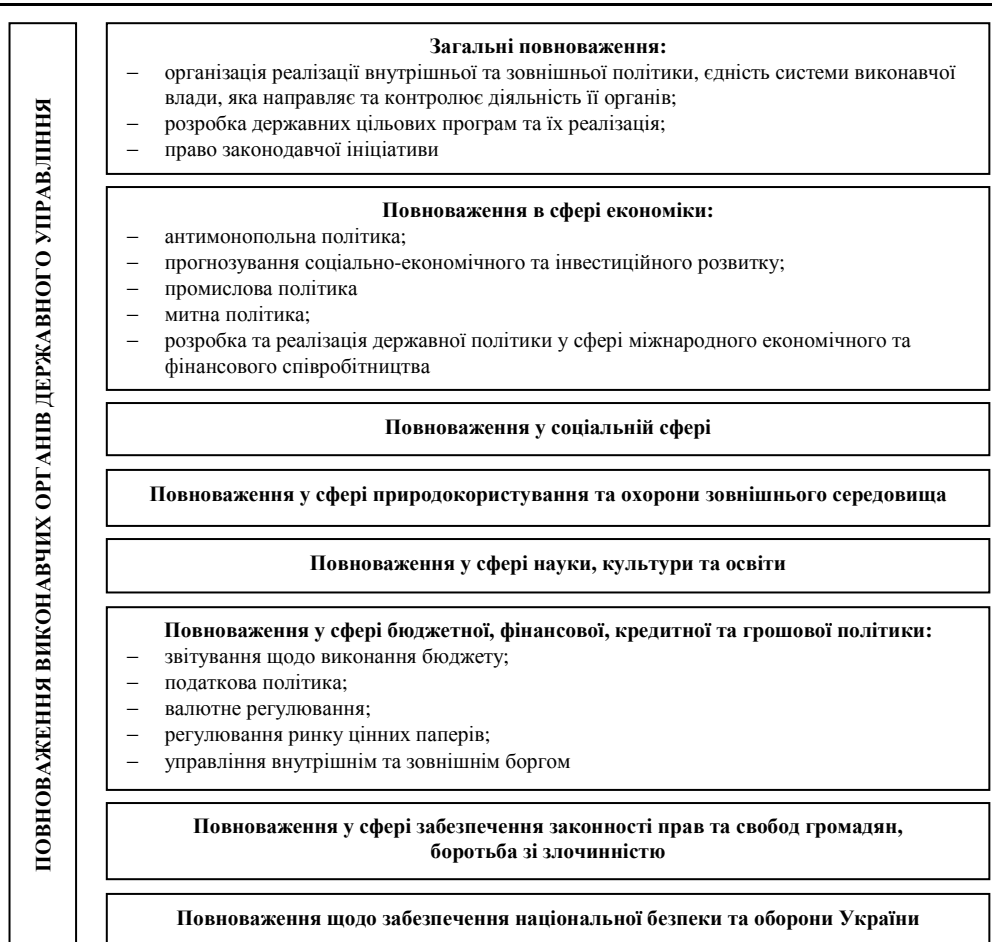 ПОВНОВАЖЕННЯ ВИКОНАВЧИХ ОРГАНІВ ДЕРЖАВНОГО УПРАВЛІННЯ
Загальні повноваження:
– організація реалізації внутрішньої та зовнішньої політики, єдність системи виконавчої
влади, яка направляє та контролює діяльність її органів;
– розробка державних цільових програм та їх реалізація;
– право законодавчої ініціативи
Повноваження в сфері економіки:
– антимонопольна політика;
– прогнозування соціально-економічного та інвестиційного розвитку;
– промислова політика
– митна політика;
– розробка та реалізація державної політики у сфері міжнародного економічного та
фінансового співробітництва
Повноваження у соціальній сфері
Повноваження у сфері природокористування та охорони зовнішнього середовища
Повноваження у сфері науки, культури та освіти
Повноваження у сфері бюджетної, фінансової, кредитної та грошової політики:
– звітування щодо виконання бюджету;
– податкова політика;
– валютне регулювання;
– регулювання ринку цінних паперів;
– управління внутрішнім та зовнішнім боргом
Повноваження у сфері забезпечення законності прав та свобод громадян,
боротьба зі злочинністю
Повноваження щодо забезпечення національної безпеки та оборони України